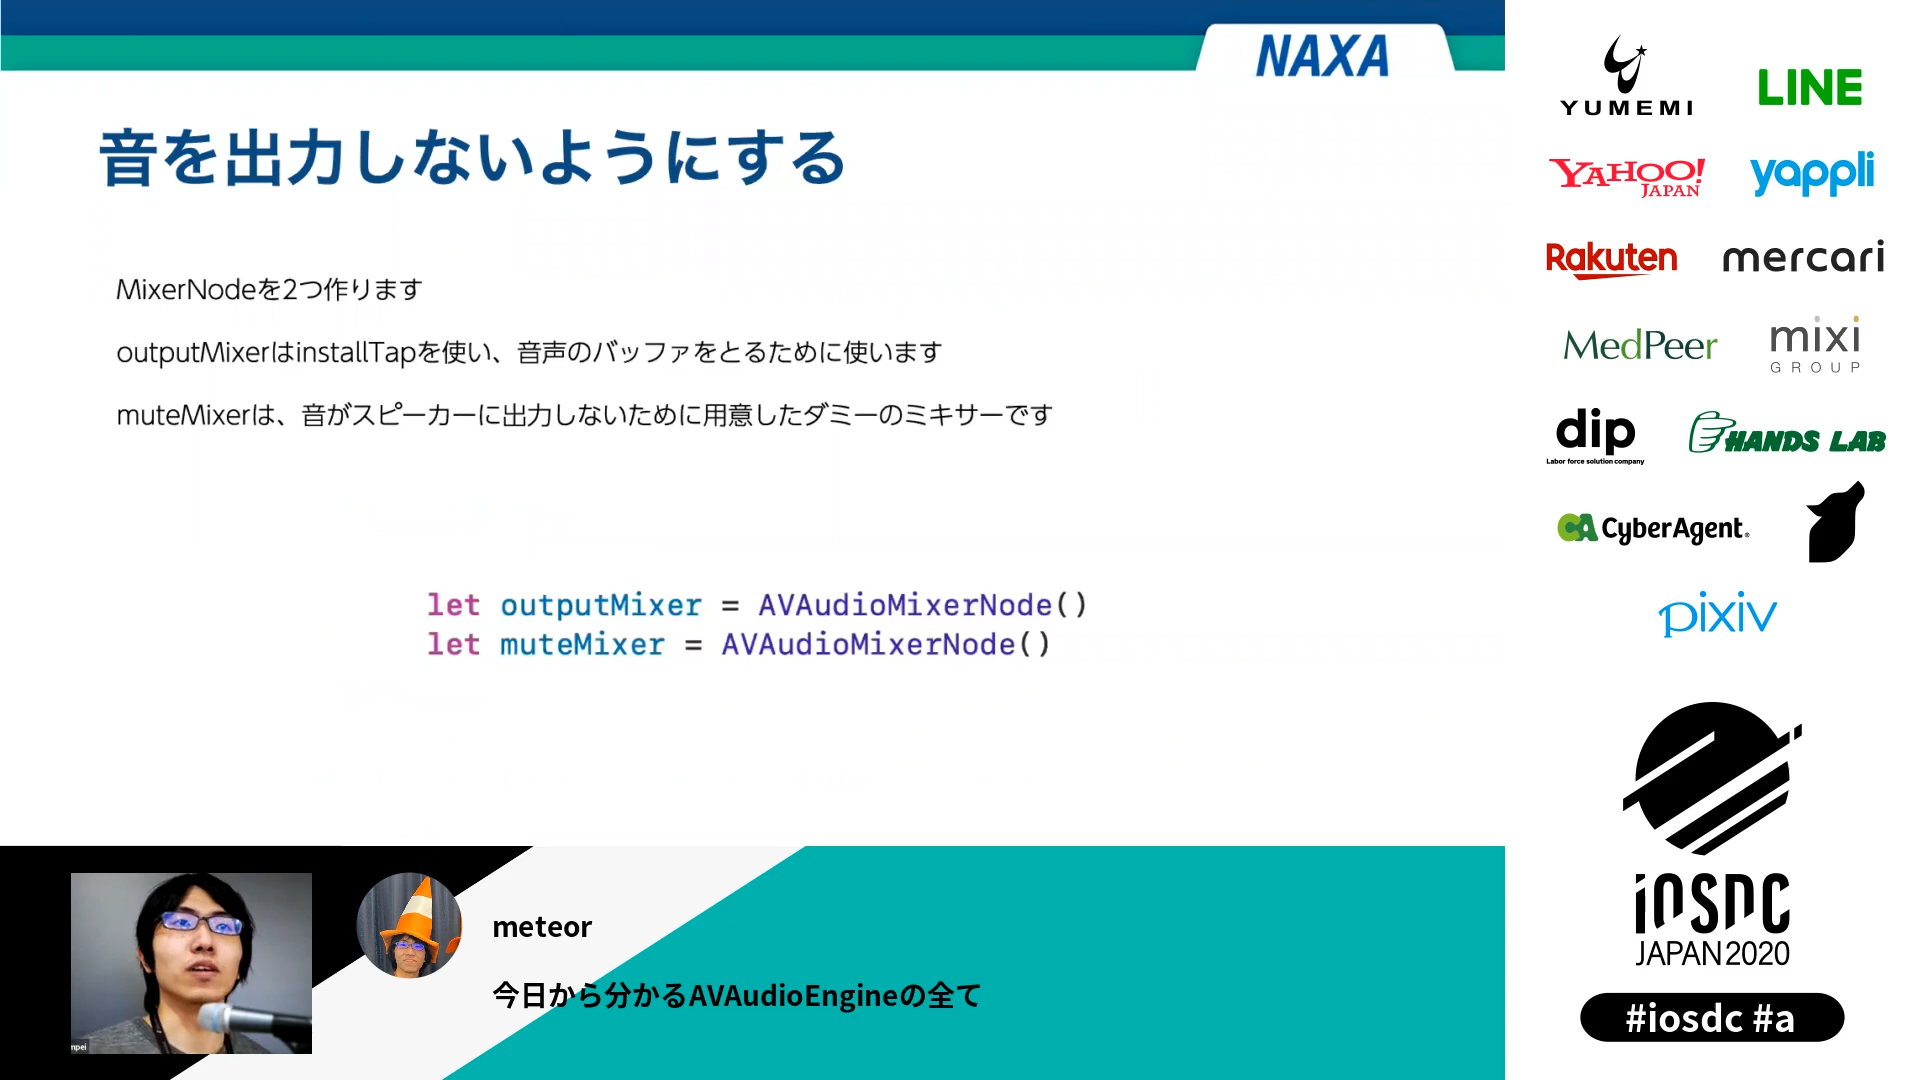 NAXA
音を出力しないようにする
MixerNodeを2つ作ります
outputMixerはinstallTapを使い、音声のバッファをとるために使います
muteMixerは、音がスピーカーに出力しないために用意したダミーのミキサーです
let outputMixer = AVAudioMixerNode()
let muteMixer = AVAudioMixerNode()
mpei
meteor
今日から分かるAVAudioEngineの全て
YUMEMI
LINE
YAHOO!
JAPAN
yappli
Rakuten
mercari
MedPeer
mixi
GROUP
dip
Labor force solution company
HANDS LAB
CA CyberAgent®
pixiv
iOSDC
JAPAN2020
#iosdc #a